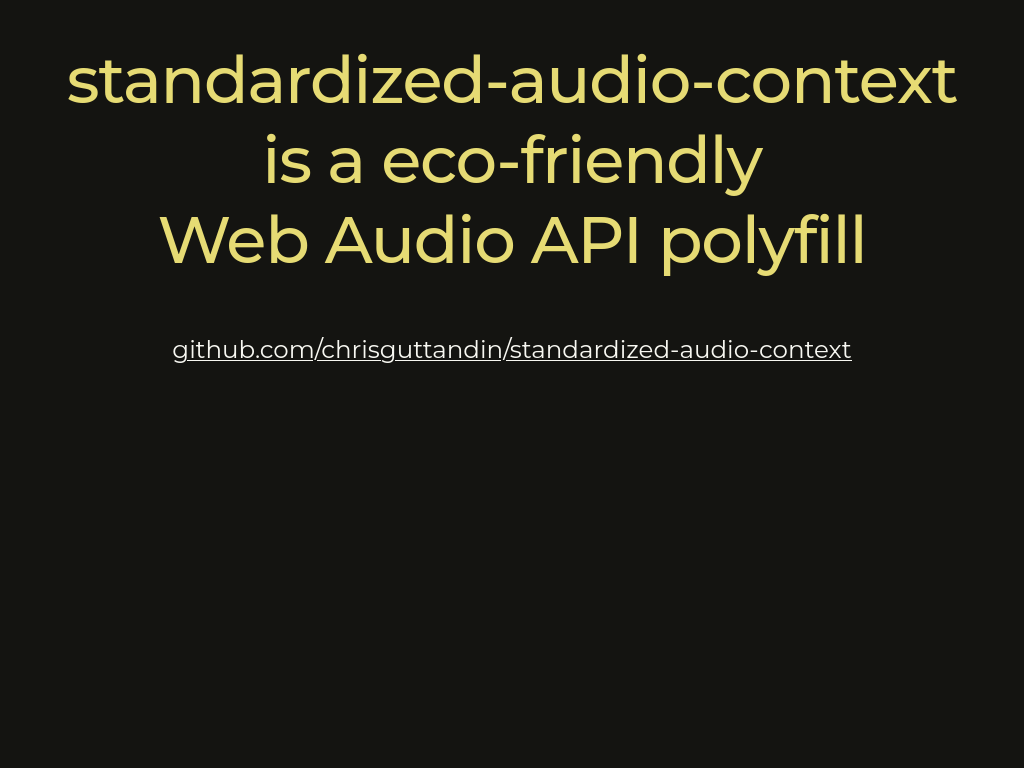 standardized-audio-context
is a eco-friendly
Web Audio API polyfill
github.com/chrisguttandin/standardized-audio-context